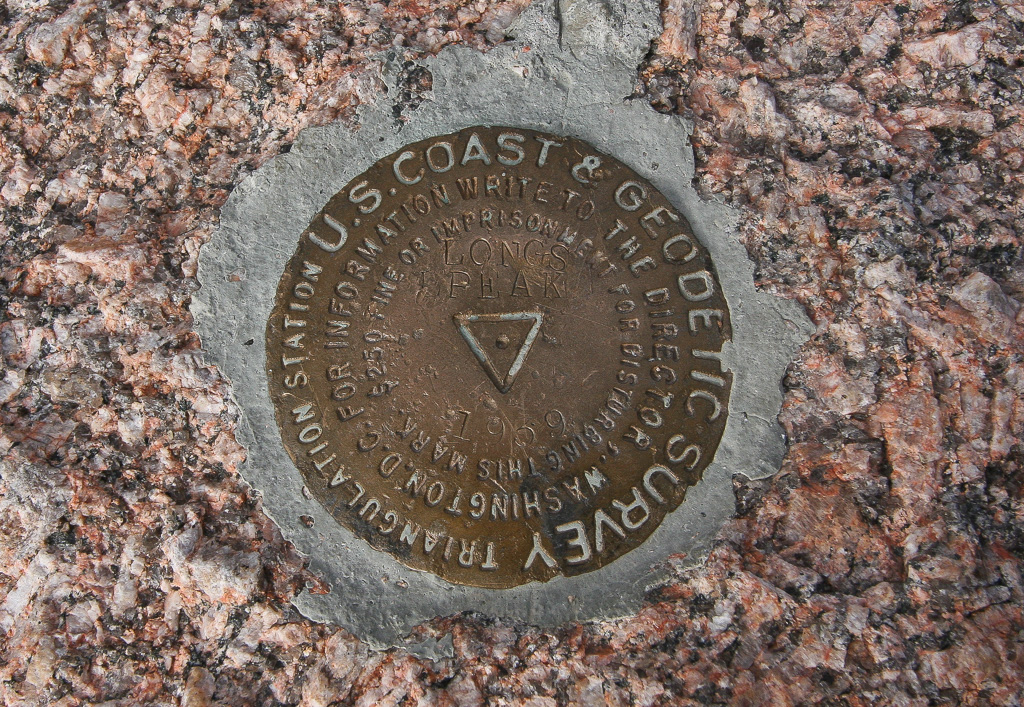 U.S. COAST & GEODETIC SURVEY
TRIANGULATION STATION
FOR INFORMATION WRITE TO THE DIRECTOR, WASHINGTON, D.C.
$250 FINE OR IMPRISONMENT FOR DISTURBING THIS MARK.
LONGS
PEAK
1959